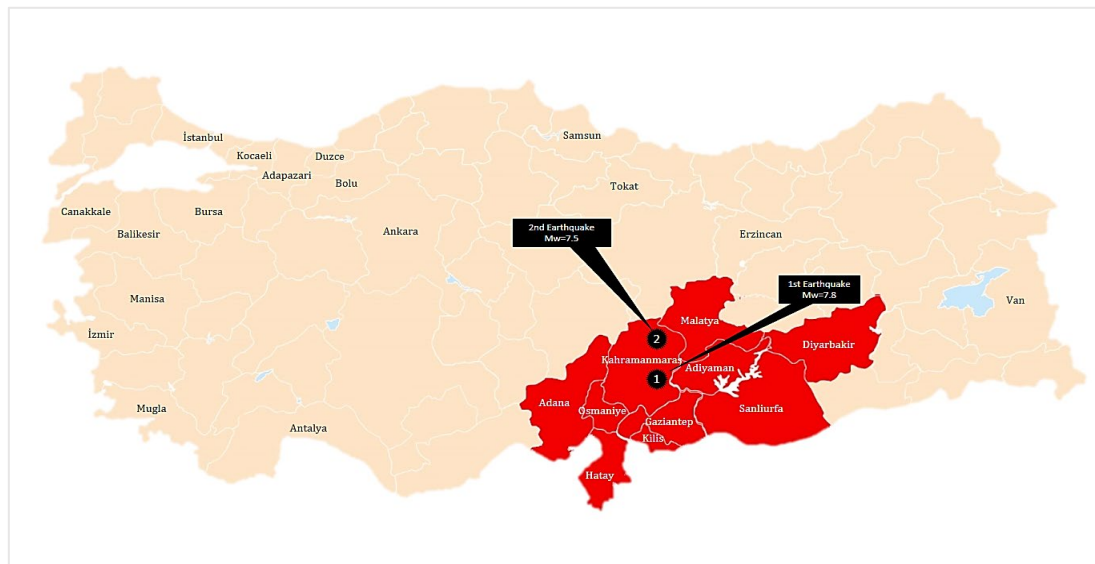 İstanbul
Kocaeli
Duzce
Samsun
Adapazari
Bolu
Tokat
Canakkale
Bursa
Balikesir
Ankara
2nd Earthquake
Mw=7.5
Erzincan
1st Earthquake
Mw=7.8
Manisa
Van
İzmir
Malatya
2
Diyarbakir
Kahramanmaraş
Adiyaman
1
Adana
Osmaniye
Sanliurfa
Mugla
Gaziantep
Antalya
Kilis
Hatay